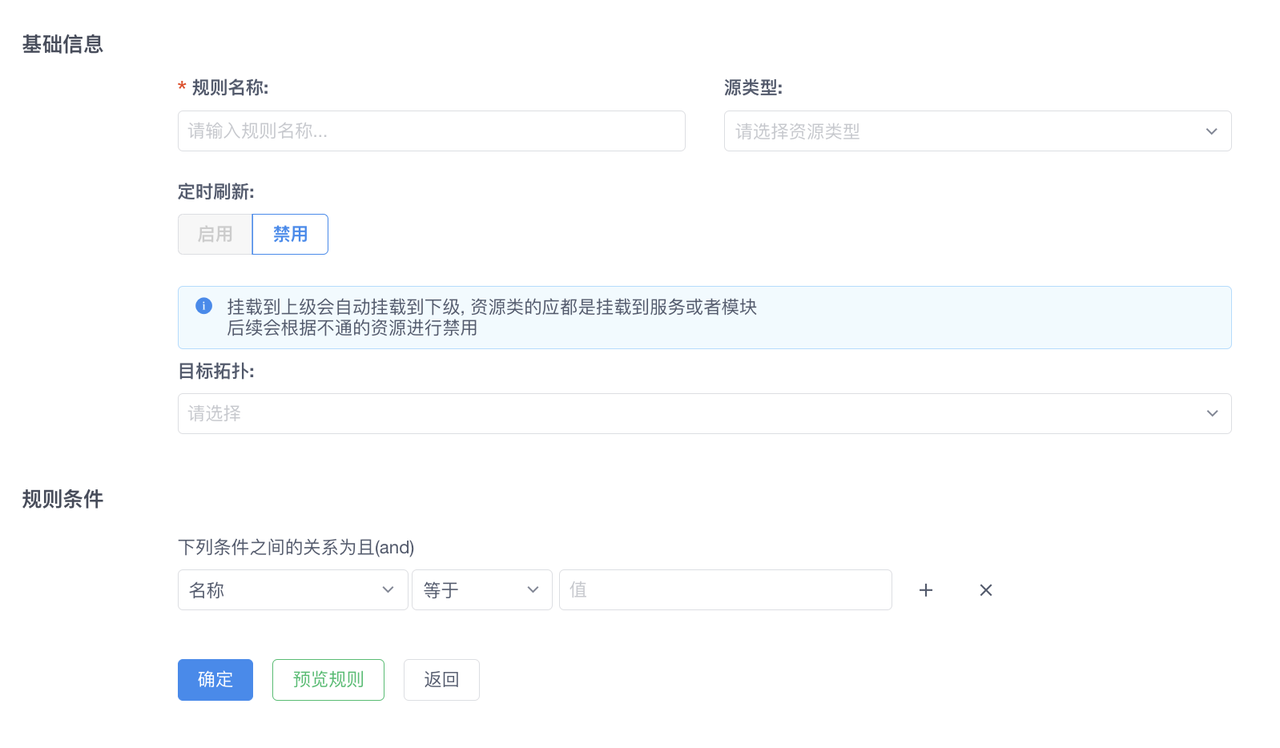 基础信息
* 规则名称:
源类型:
请输入规则名称...
请选择资源类型
定时刷新:
启用 禁用
挂载到上级会自动挂载到下级, 资源类的应都是挂载到服务或者模块
后续会根据不通的资源进行禁用
目标拓扑:
请选择
规则条件
下列条件之间的关系为且(and)
名称 等于 值
确定 预览规则 返回